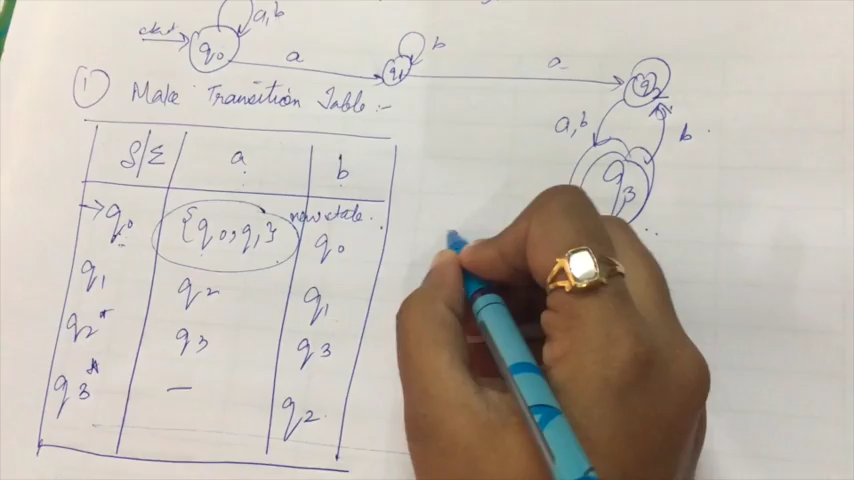 a,b
start q0 a q1 b a q2
a,b b
q3
① Make Transition Table :-
δ/Σ a b
→q0 {q0,q1} new state. q0
q1 q2 q1
q2* q3 q3
q3* — q2